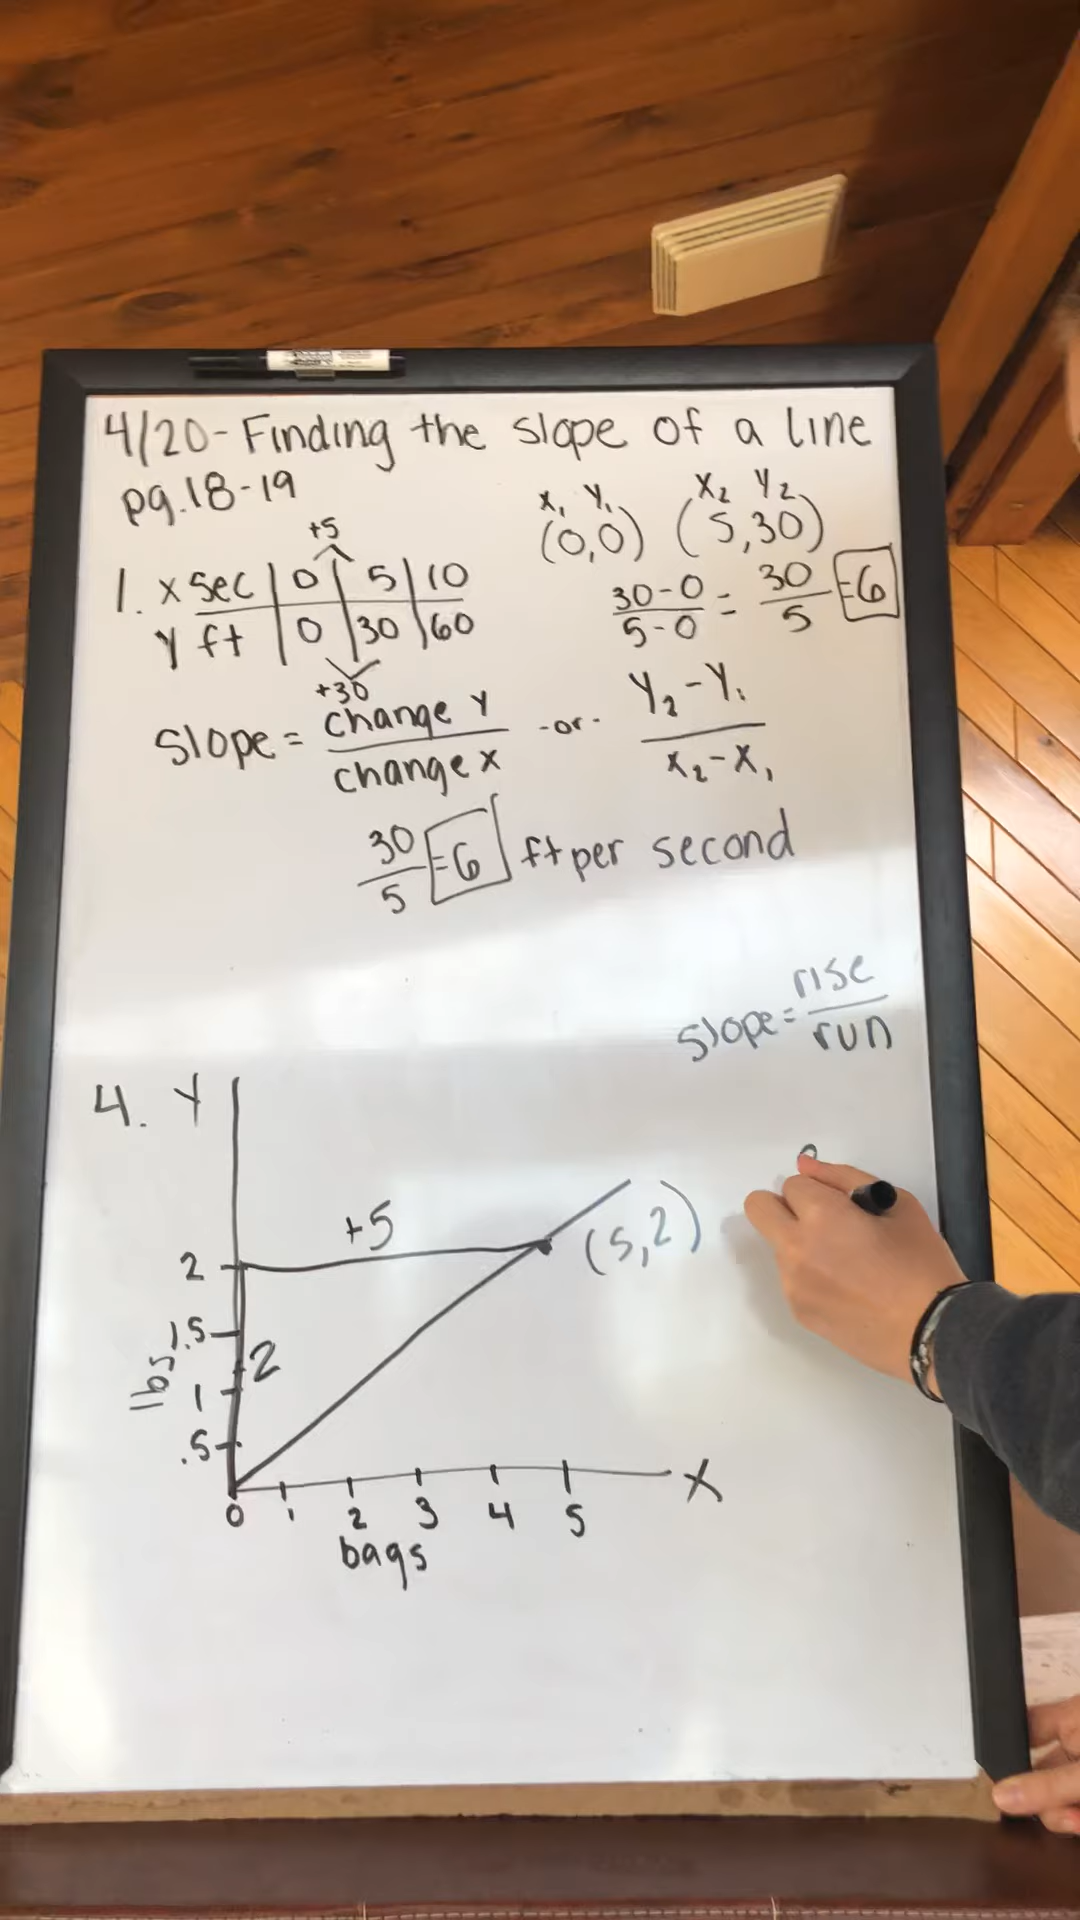 4/20-Finding the slope of a line
pg.18-19
+5
1. x sec | 0 | 5 | 10
y ft | 0 | 30 | 60
+30
X₁ Y₁ X₂ Y₂
(0,0) (5,30)
30-0 / 5-0 = 30 / 5 = 6
Slope = change y / change x -or- Y₂-Y₁ / X₂-X₁
30 / 5 = 6 ft per second
slope = rise / run
4. Y
+5
(5,2)
2
1.5
2
lbs
1
.5
X
0 1 2 3 4 5
bags